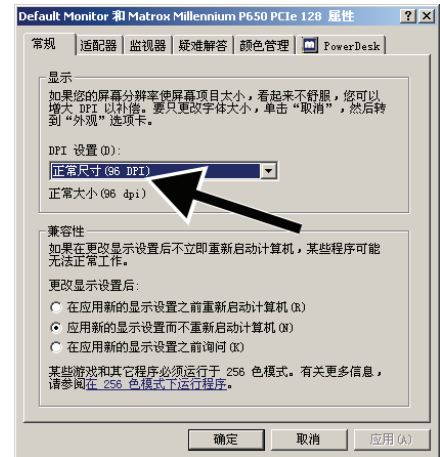 Default Monitor 和 Matrox Millennium P650 PCIe 128 属性
常规 适配器 监视器 疑难解答 颜色管理 PowerDesk
显示
如果您的屏幕分辨率使屏幕项目太小，看起来不舒服，您可以
增大 DPI 以补偿。要只更改字体大小，单击“取消”，然后转
到“外观”选项卡。
DPI 设置(D):
正常尺寸(96 DPI)
正常大小(96 dpi)
兼容性
如果在更改显示设置后不立即重新启动计算机，某些程序可能
无法正常工作。
更改显示设置后:
在应用新的显示设置之前重新启动计算机(R)
应用新的显示设置而不重新启动计算机(N)
在应用新的显示设置之前询问(K)
某些游戏和其它程序必须运行于 256 色模式。有关更多信息，
请参阅在 256 色模式下运行程序。
确定 取消 应用(A)